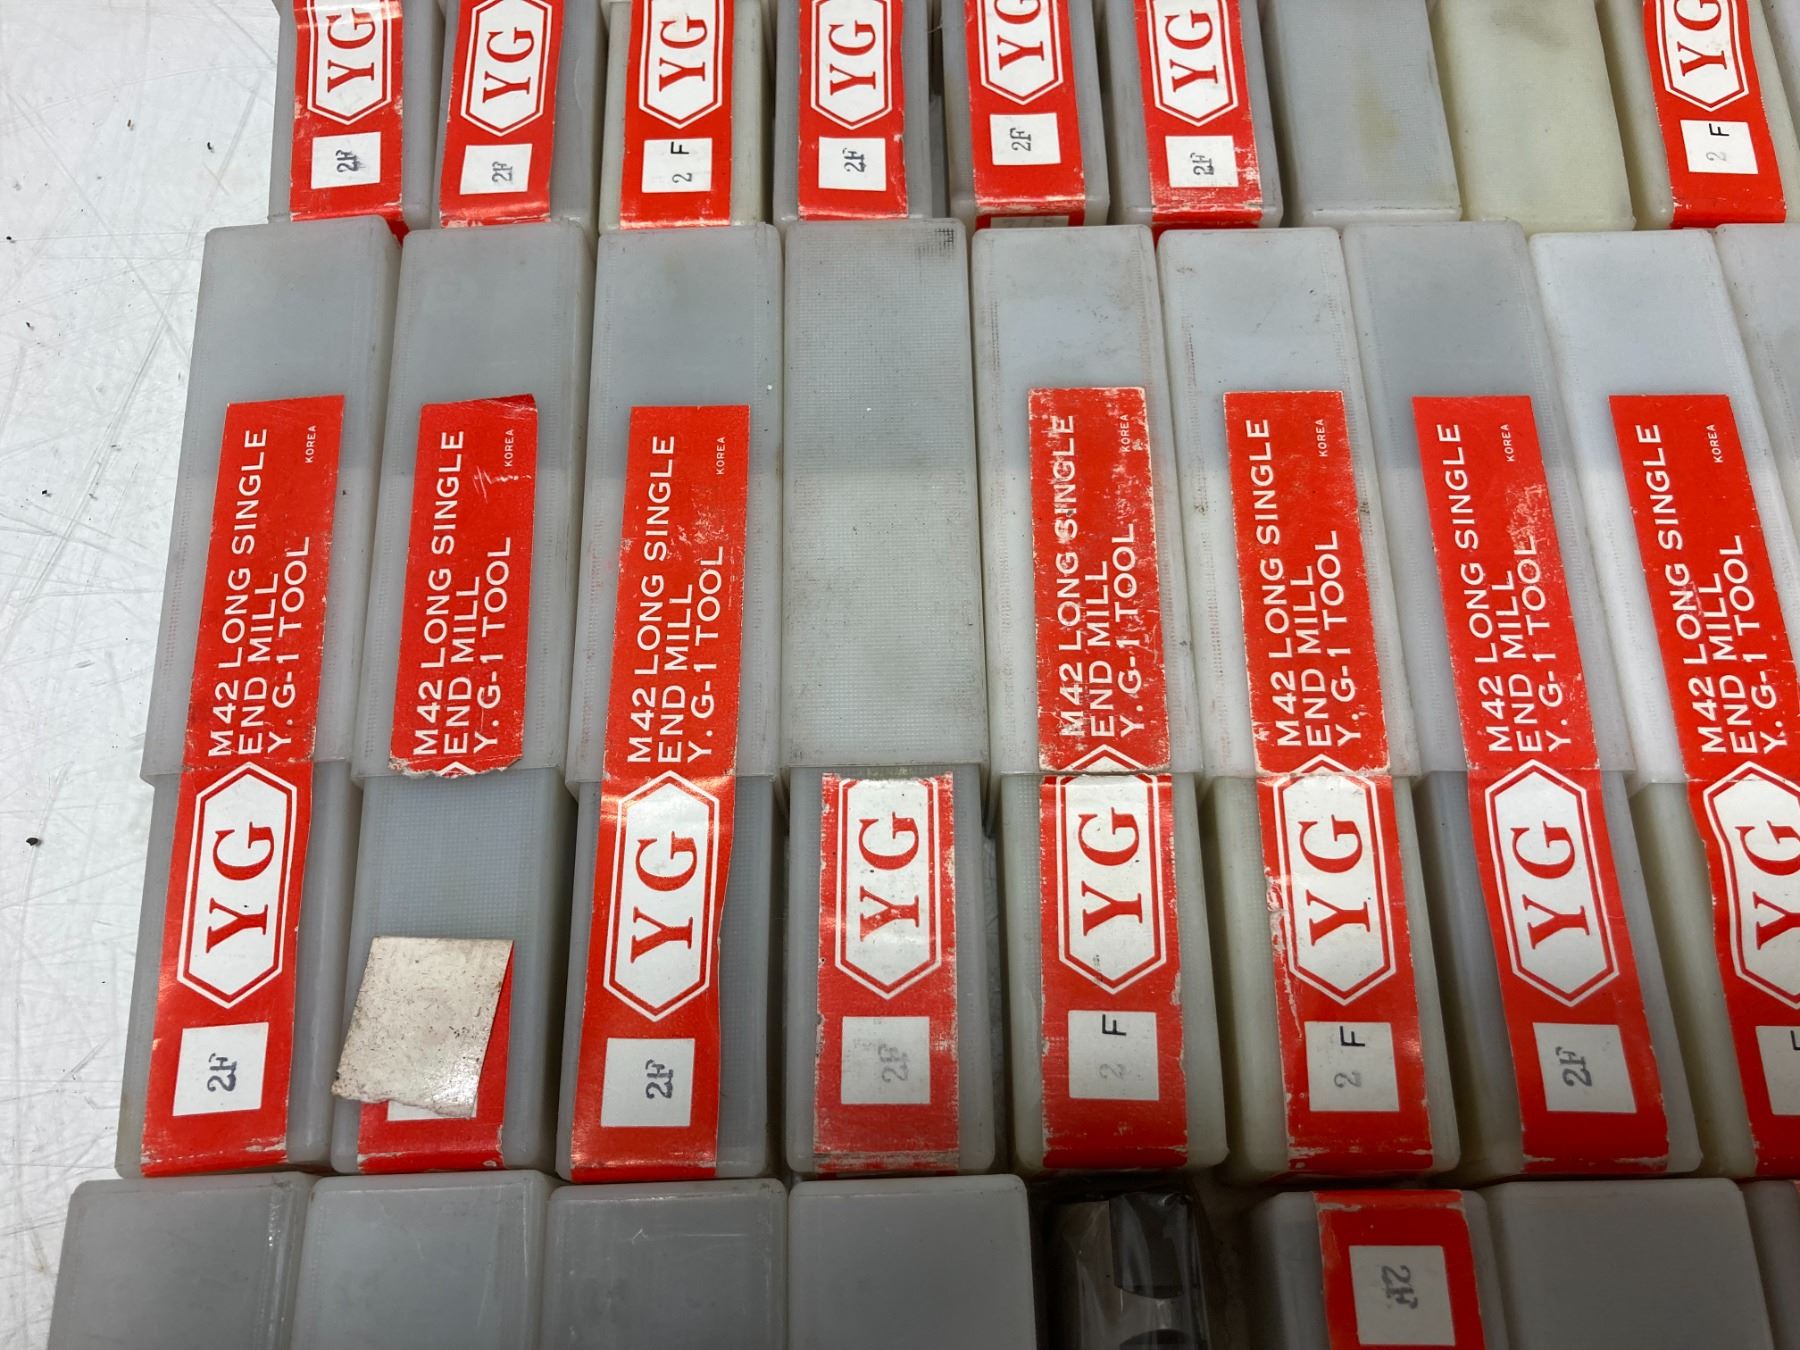 YG
2F
YG
2F
YG
2 F
YG
2F
YG
2F
YG
2F
YG
2 F
M42 LONG SINGLE
END MILL
Y.G-1 TOOL
KOREA
YG
2F
M42 LONG SINGLE
END MILL
Y.G-1 TOOL
KOREA
M42 LONG SINGLE
END MILL
Y.G-1 TOOL
KOREA
YG
2F
YG
2F
M42 LONG SINGLE
END MILL
Y.G-1 TOOL
KOREA
YG
2 F
M42 LONG SINGLE
END MILL
Y.G-1 TOOL
KOREA
YG
2 F
M42 LONG SINGLE
END MILL
Y.G-1 TOOL
KOREA
YG
2F
M42 LONG SINGLE
END MILL
Y.G-1 TOOL
KOREA
YG
F
2F